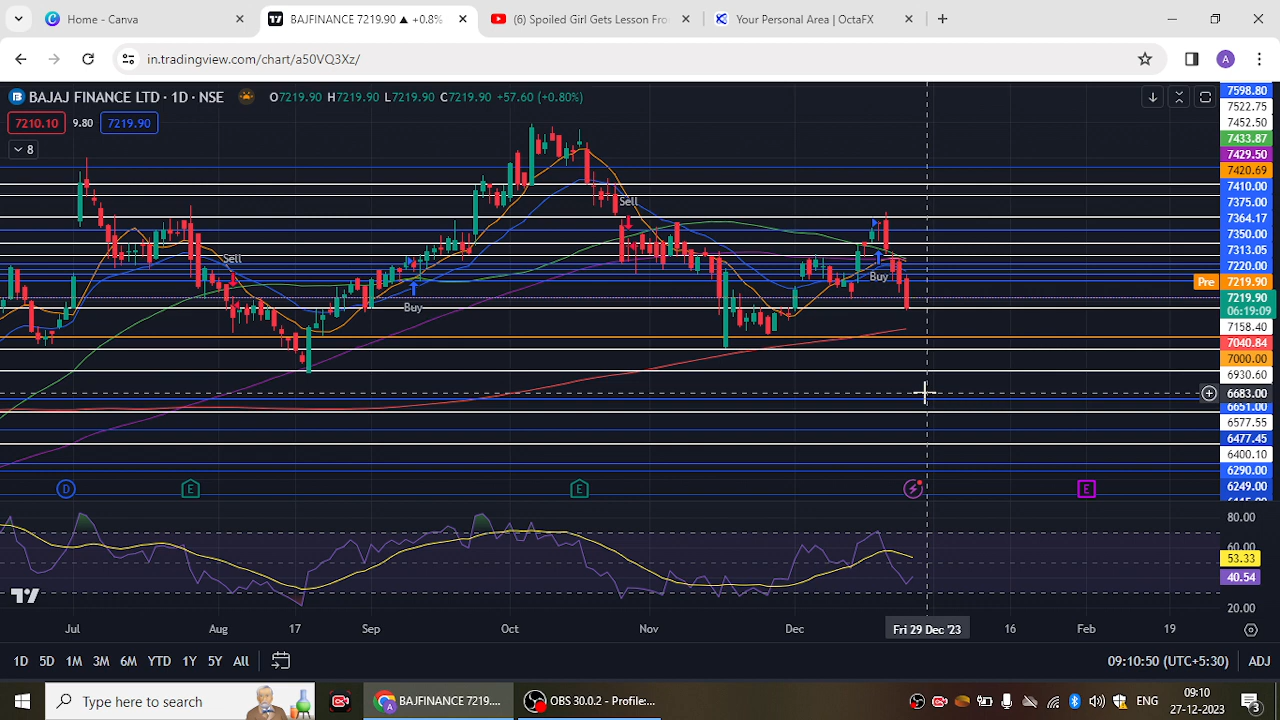 Home - Canva
BAJFINANCE 7219.90 ▲ +0.8%
(6) Spoiled Girl Gets Lesson Fro
Your Personal Area | OctaFX
in.tradingview.com/chart/a50VQ3Xz/
A
BAJAJ FINANCE LTD · 1D · NSE
O7219.90 H7219.90 L7219.90 C7219.90 +57.60 (+0.80%)
7210.10
9.80
7219.90
8
Sell
Buy
Sell
Buy
7598.80
7522.75
7452.50
7433.87
7429.50
7420.69
7410.00
7375.00
7364.17
7350.00
7313.05
7220.00
Pre 7219.90
7219.90
06:19:09
7158.40
7040.84
7000.00
6930.60
6683.00
6651.00
6577.55
6477.45
6400.10
6290.00
6249.00
D
E
E
E
80.00
60.00
53.33
40.54
20.00
Jul
Aug
17
Sep
Oct
Nov
Dec
Fri 29 Dec '23
16
Feb
19
1D 5D 1M 3M 6M YTD 1Y 5Y All
09:10:50 (UTC+5:30)
ADJ
Type here to search
BAJFINANCE 7219....
OBS 30.0.2 - Profile...
ENG
09:10
27-12-2023
3